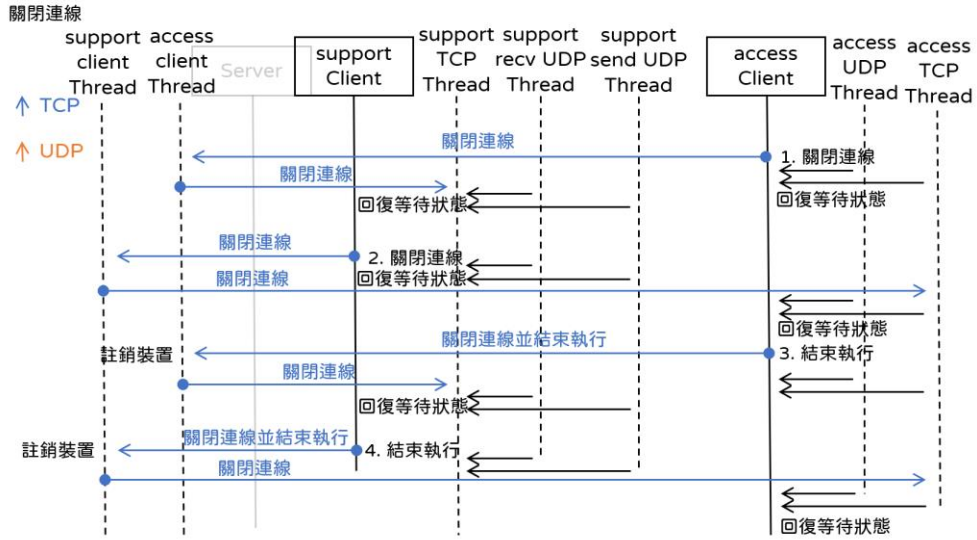 關閉連線
support
client
Thread
access
client
Thread
Server
support
Client
support
TCP
Thread
support
recv UDP
Thread
support
send UDP
Thread
access
Client
access
UDP
Thread
access
TCP
Thread
TCP
UDP
關閉連線
1. 關閉連線
關閉連線
回復等待狀態
回復等待狀態
關閉連線
2. 關閉連線
回復等待狀態
關閉連線
回復等待狀態
註銷裝置
關閉連線並結束執行
3. 結束執行
關閉連線
回復等待狀態
註銷裝置
關閉連線並結束執行
4. 結束執行
關閉連線
回復等待狀態